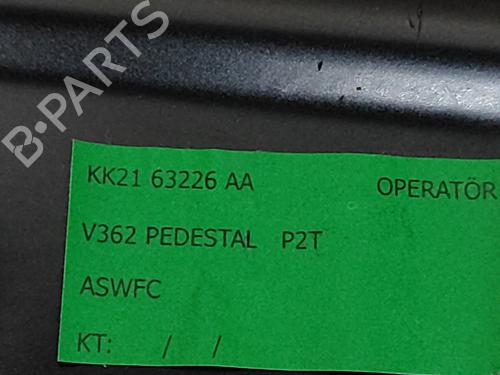 B-PARTS
KK21 63226 AA OPERATÖR
V362 PEDESTAL P2T
ASWFC
KT: / /